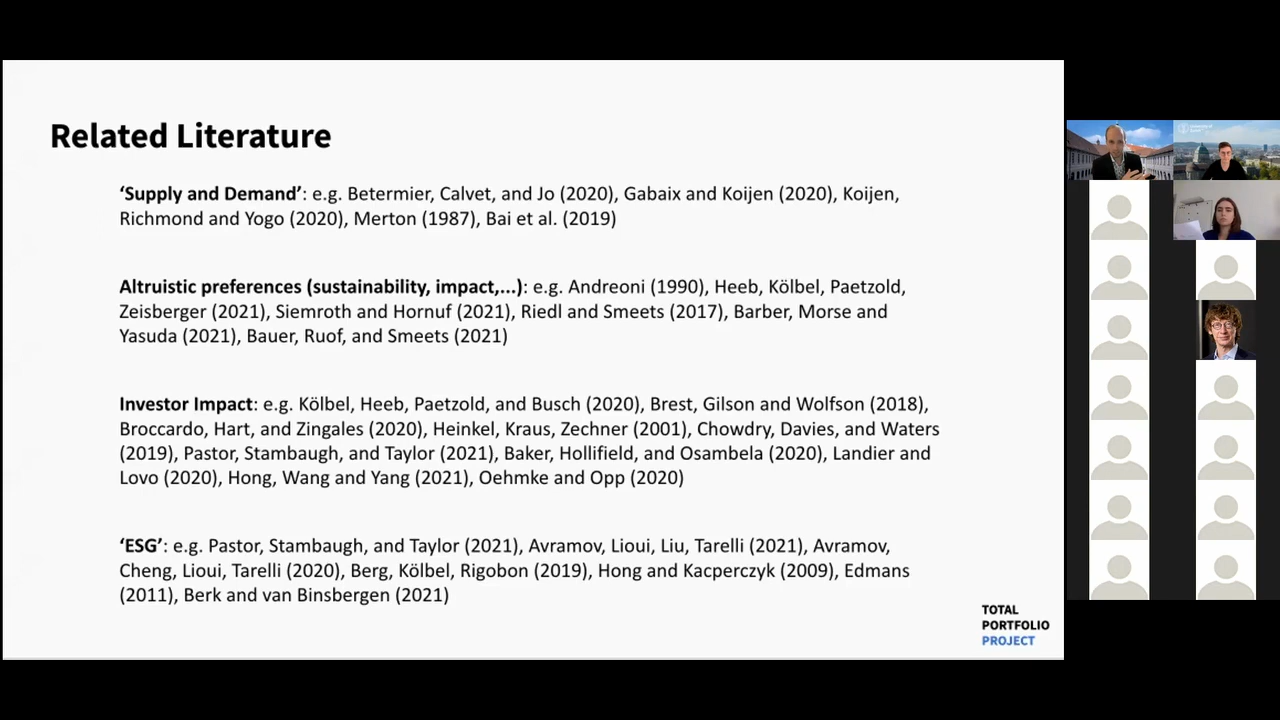 Related Literature
‘Supply and Demand’: e.g. Betermier, Calvet, and Jo (2020), Gabaix and Koijen (2020), Koijen,
Richmond and Yogo (2020), Merton (1987), Bai et al. (2019)
Altruistic preferences (sustainability, impact,...): e.g. Andreoni (1990), Heeb, Kölbel, Paetzold,
Zeisberger (2021), Siemroth and Hornuf (2021), Riedl and Smeets (2017), Barber, Morse and
Yasuda (2021), Bauer, Ruof, and Smeets (2021)
Investor Impact: e.g. Kölbel, Heeb, Paetzold, and Busch (2020), Brest, Gilson and Wolfson (2018),
Broccardo, Hart, and Zingales (2020), Heinkel, Kraus, Zechner (2001), Chowdry, Davies, and Waters
(2019), Pastor, Stambaugh, and Taylor (2021), Baker, Hollifield, and Osambela (2020), Landier and
Lovo (2020), Hong, Wang and Yang (2021), Oehmke and Opp (2020)
‘ESG’: e.g. Pastor, Stambaugh, and Taylor (2021), Avramov, Lioui, Liu, Tarelli (2021), Avramov,
Cheng, Lioui, Tarelli (2020), Berg, Kölbel, Rigobon (2019), Hong and Kacperczyk (2009), Edmans
(2011), Berk and van Binsbergen (2021)
TOTAL
PORTFOLIO
PROJECT